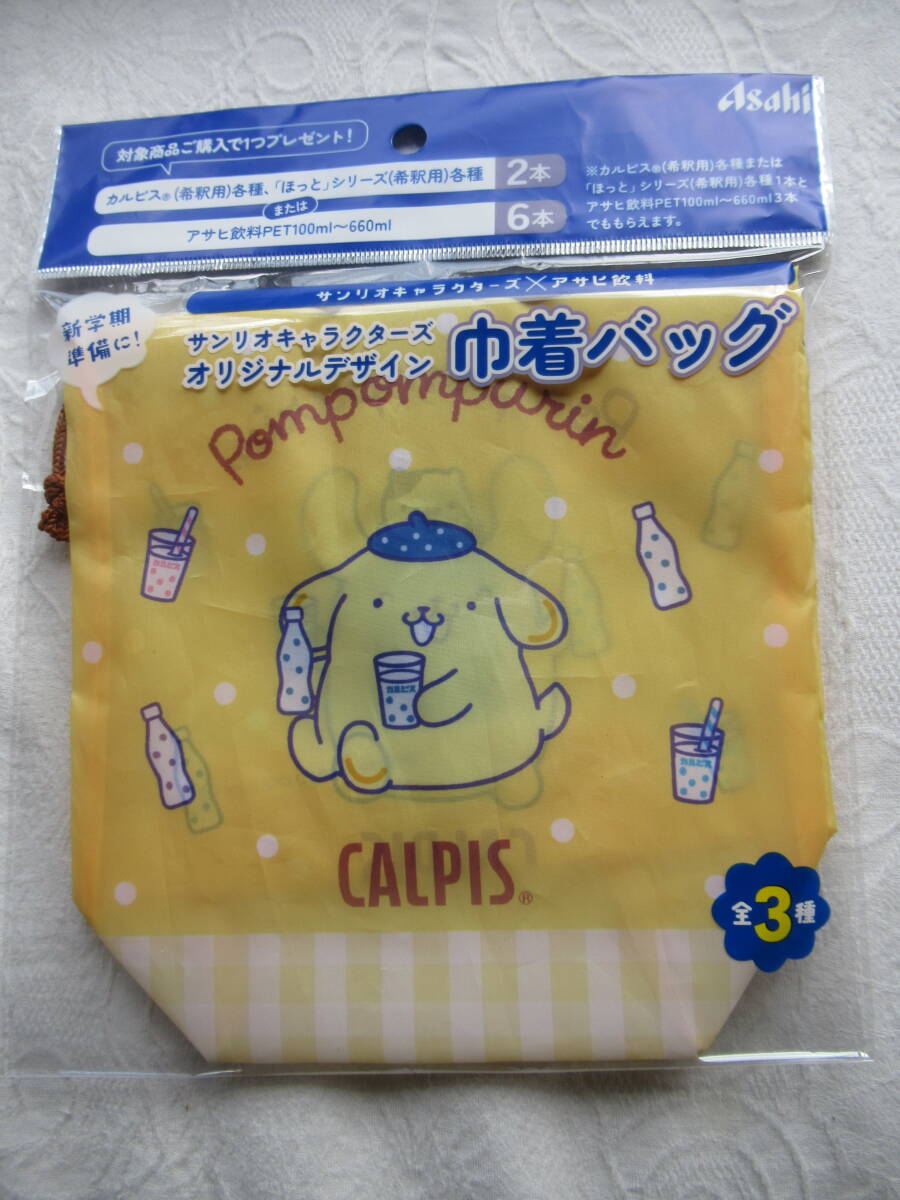 Asahi
対象商品ご購入で1つプレゼント!
カルピス®(希釈用)各種、「ほっと」シリーズ(希釈用)各種 2本
または
アサヒ飲料PET100ml～660ml 6本
※カルピス®(希釈用)各種または
「ほっと」シリーズ(希釈用)各種1本と
アサヒ飲料PET100ml～660ml3本
でももらえます。
サンリオキャラクターズ×アサヒ飲料
新学期
準備に!
サンリオキャラクターズ
オリジナルデザイン
巾着バッグ
Pompompurin
カルピス
カルピス
カルピス
CALPIS®
全3種